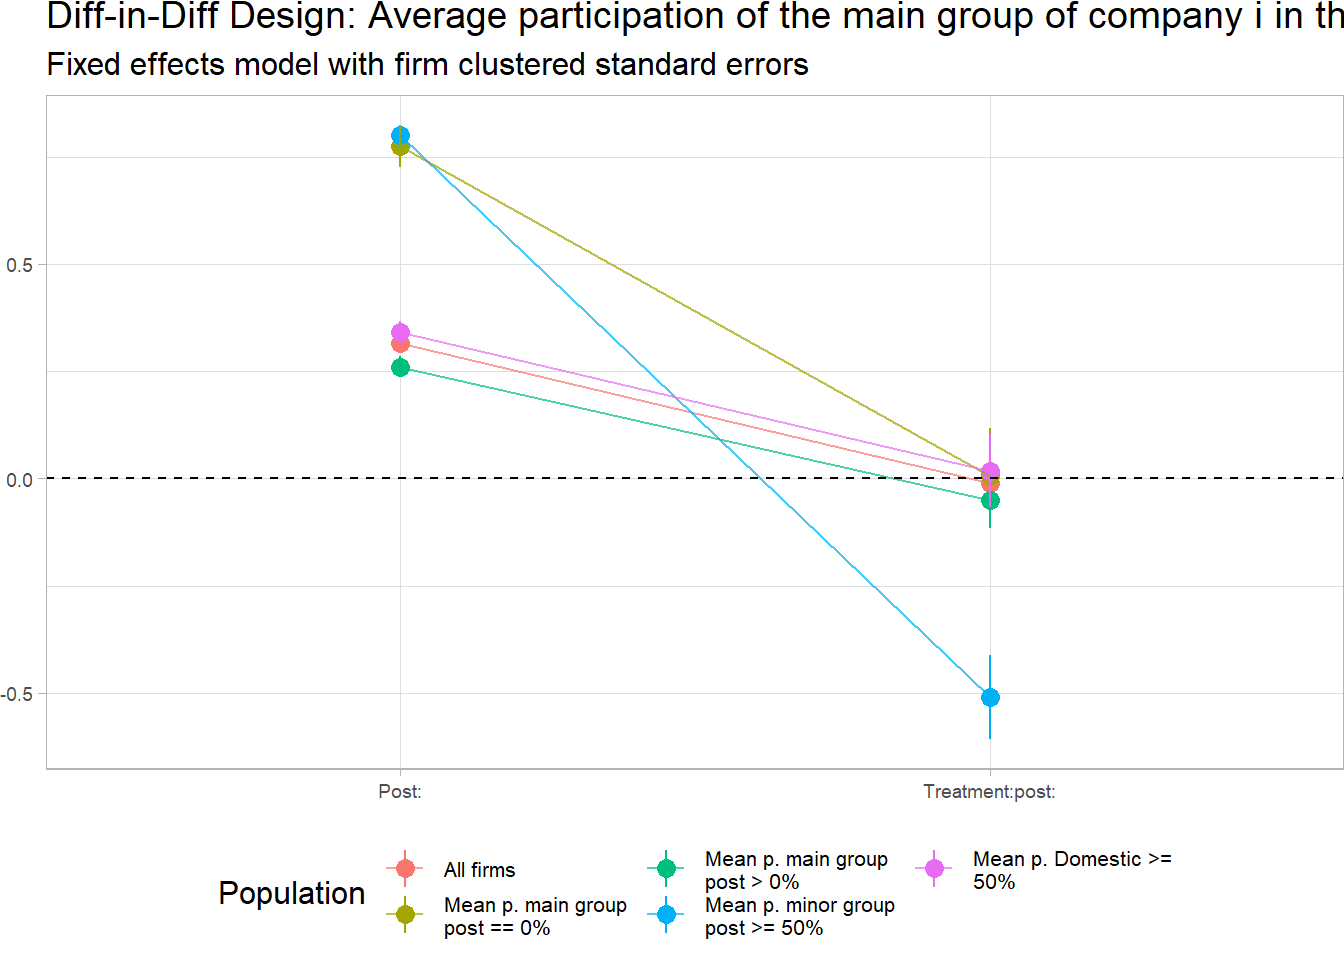 Diff-in-Diff Design: Average participation of the main group of company i in
Fixed effects model with firm clustered standard errors
0.5
0.0
-0.5
Post:
Treatment:post:
Population
All firms
Mean p. main group
post == 0%
Mean p. main group
post > 0%
Mean p. minor group
post >= 50%
Mean p. Domestic >=
50%